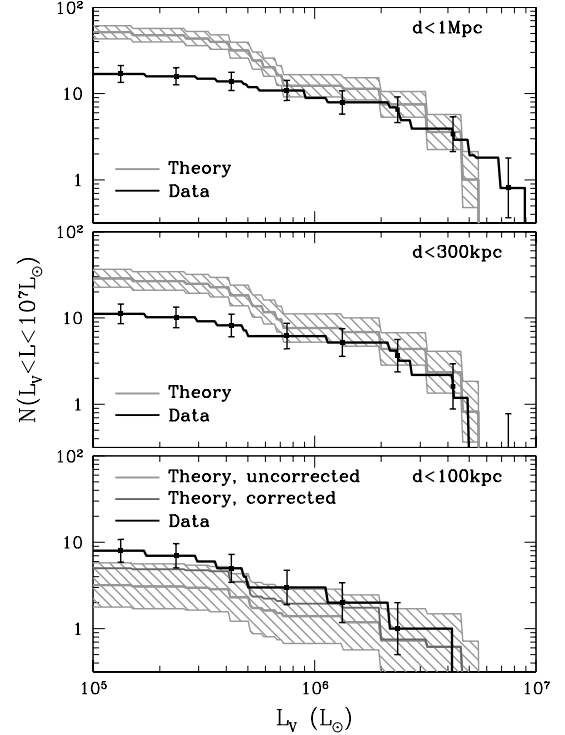 10²
d<1Mpc
10
1
Theory
Data
10²
d<300kpc
10
1
Theory
Data
N(L_V<L<10⁷L_☉)
10²
d<100kpc
Theory, uncorrected
Theory, corrected
Data
10
1
10⁵
10⁶
10⁷
L_V (L_☉)